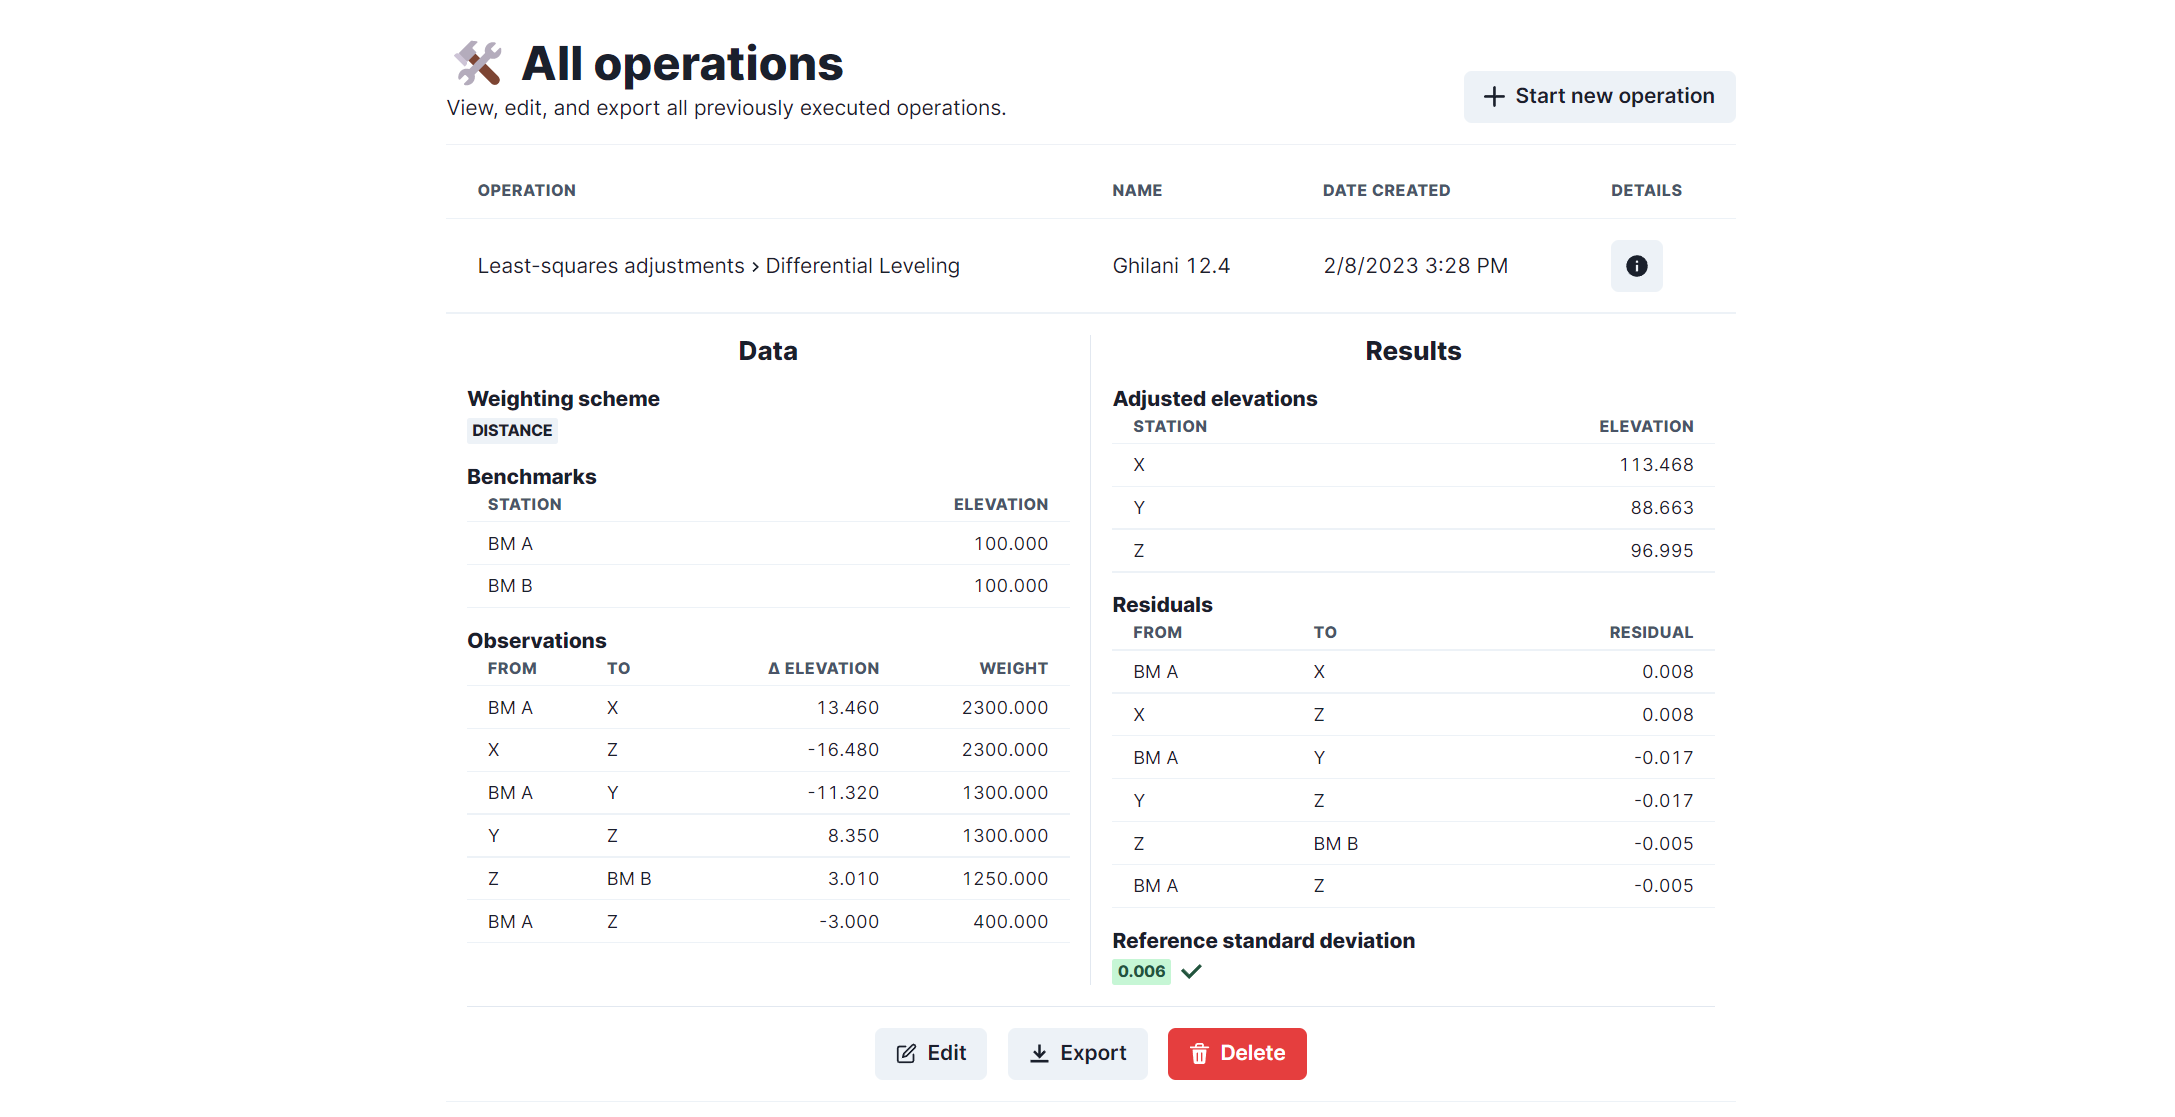 All operations
View, edit, and export all previously executed operations.
Start new operation
OPERATION NAME DATE CREATED DETAILS
Least-squares adjustments › Differential Leveling Ghilani 12.4 2/8/2023 3:28 PM
Data
Weighting scheme
DISTANCE
Benchmarks
STATION ELEVATION
BM A 100.000
BM B 100.000
Observations
FROM TO Δ ELEVATION WEIGHT
BM A X 13.460 2300.000
X Z -16.480 2300.000
BM A Y -11.320 1300.000
Y Z 8.350 1300.000
Z BM B 3.010 1250.000
BM A Z -3.000 400.000
Results
Adjusted elevations
STATION ELEVATION
X 113.468
Y 88.663
Z 96.995
Residuals
FROM TO RESIDUAL
BM A X 0.008
X Z 0.008
BM A Y -0.017
Y Z -0.017
Z BM B -0.005
BM A Z -0.005
Reference standard deviation
0.006
Edit Export Delete